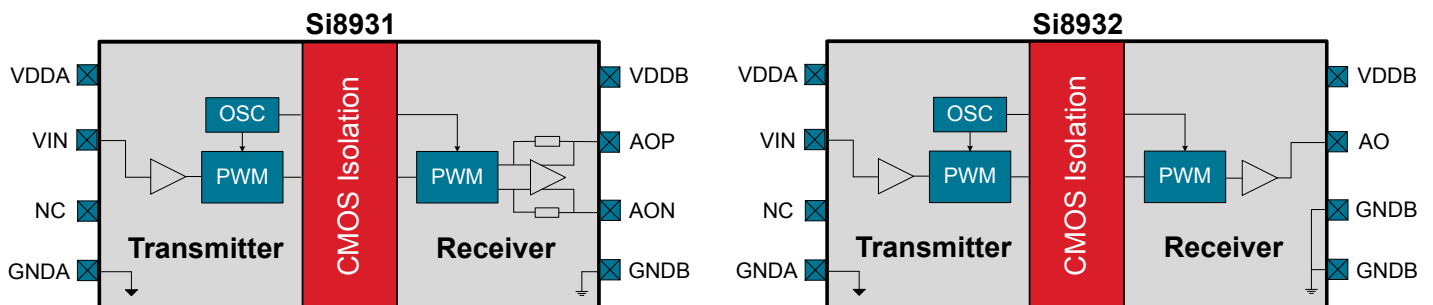 Si8931
VDDA
VIN
NC
GNDA
OSC
PWM
Transmitter
CMOS Isolation
PWM
Receiver
VDDB
AOP
AON
GNDB
Si8932
VDDA
VIN
NC
GNDA
OSC
PWM
Transmitter
CMOS Isolation
PWM
Receiver
VDDB
AO
GNDB
GNDB